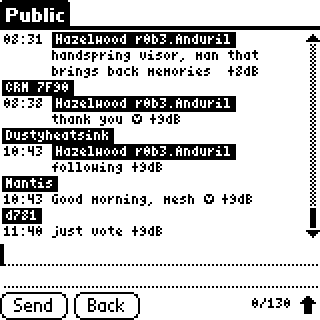 Public
08:31 Hazelwood r0b3.Anduril
handspring visor, man that
brings back memories +8dB
CRM 7F90
08:38 Hazelwood r0b3.Anduril
thank you +9dB
Dustyheatsink
10:43 Hazelwood r0b3.Anduril
following +9dB
Mantis
10:43 Good morning, mesh +9dB
d781
11:40 just vote +9dB
Send Back 0/130